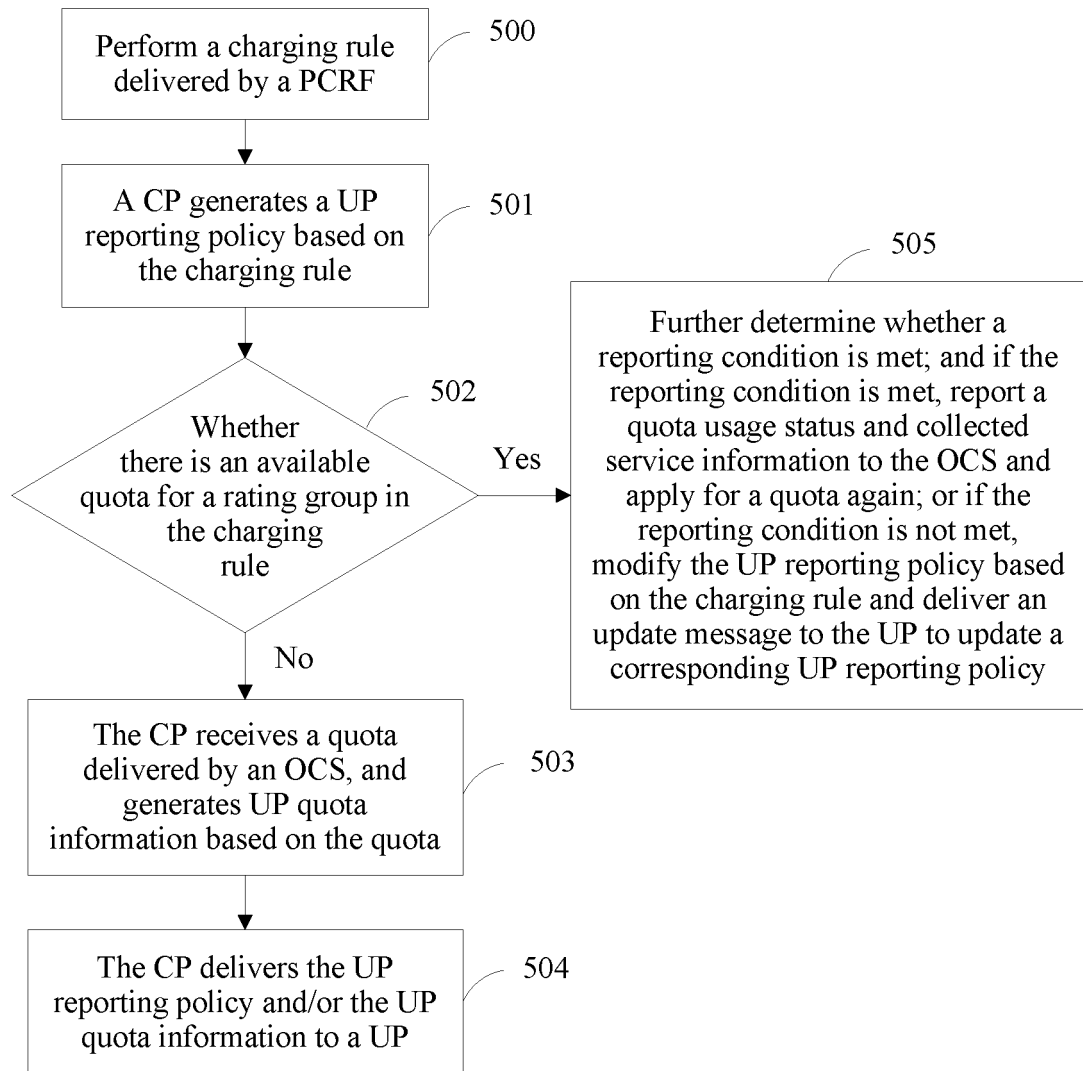 Perform a charging rule
delivered by a PCRF
500
A CP generates a UP
reporting policy based on
the charging rule
501
Whether
there is an available
quota for a rating group in
the charging
rule
502
Yes
No
505
Further determine whether a
reporting condition is met; and if the
reporting condition is met, report a
quota usage status and collected
service information to the OCS and
apply for a quota again; or if the
reporting condition is not met,
modify the UP reporting policy based
on the charging rule and deliver an
update message to the UP to update a
corresponding UP reporting policy
The CP receives a quota
delivered by an OCS, and
generates UP quota
information based on the quota
503
The CP delivers the UP
reporting policy and/or the UP
quota information to a UP
504